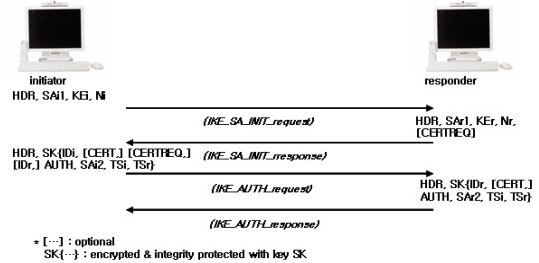 initiator
responder
HDR, SAi1, KEi, Ni
(IKE_SA_INIT_request)
HDR, SAr1, KEr, Nr,
[CERTREQ]
HDR, SK{IDi, [CERT,] [CERTREQ,]
[IDr,] AUTH, SAi2, TSi, TSr}
(IKE_SA_INIT_rresponse)
(IKE_AUTH_request)
HDR, SK{IDr, [CERT,]
AUTH, SAr2, TSi, TSr}
(IKE_AUTH_response)
* […] : optional
SK{…} : encrypted & integrity protected with key SK